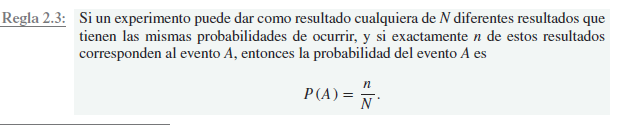 Regla 2.3: Si un experimento puede dar como resultado cualquiera de N diferentes resultados que
tienen las mismas probabilidades de ocurrir, y si exactamente n de estos resultados
corresponden al evento A, entonces la probabilidad del evento A es
P(A) = n/N.